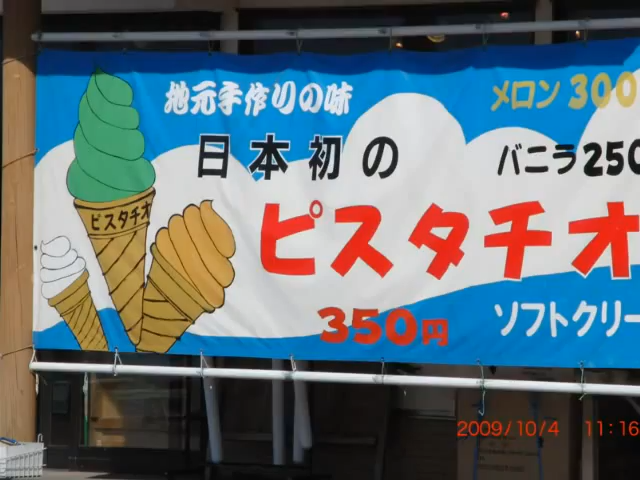 地元手作りの味
メロン 300
日本初の
バニラ250
ピスタチオ
ピスタチオ
350円
ソフトクリー
2009/10/4 11:16